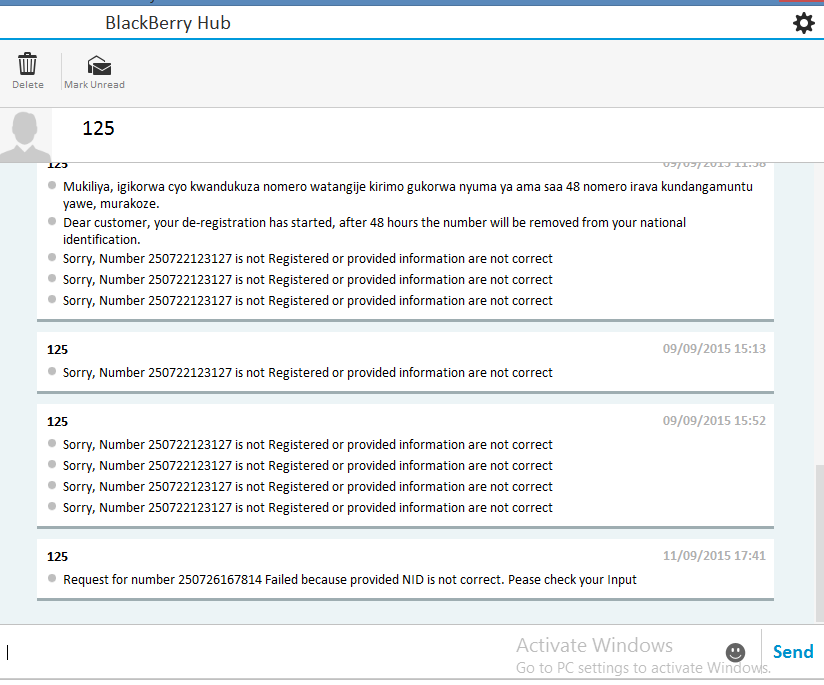 BlackBerry Hub
Delete
Mark Unread
125
125
09/09/2015 11:58
Mukiliya, igikorwa cyo kwandukuza nomero watangije kirimo gukorwa nyuma ya ama saa 48 nomero irava kundangamuntu
yawe, murakoze.
Dear customer, your de-registration has started, after 48 hours the number will be removed from your national
identification.
Sorry, Number 250722123127 is not Registered or provided information are not correct
Sorry, Number 250722123127 is not Registered or provided information are not correct
Sorry, Number 250722123127 is not Registered or provided information are not correct
125
09/09/2015 15:13
Sorry, Number 250722123127 is not Registered or provided information are not correct
125
09/09/2015 15:52
Sorry, Number 250722123127 is not Registered or provided information are not correct
Sorry, Number 250722123127 is not Registered or provided information are not correct
Sorry, Number 250722123127 is not Registered or provided information are not correct
Sorry, Number 250722123127 is not Registered or provided information are not correct
125
11/09/2015 17:41
Request for number 250726167814 Failed because provided NID is not correct. Pease check your Input
Activate Windows
Go to PC settings to activate Windows.
Send